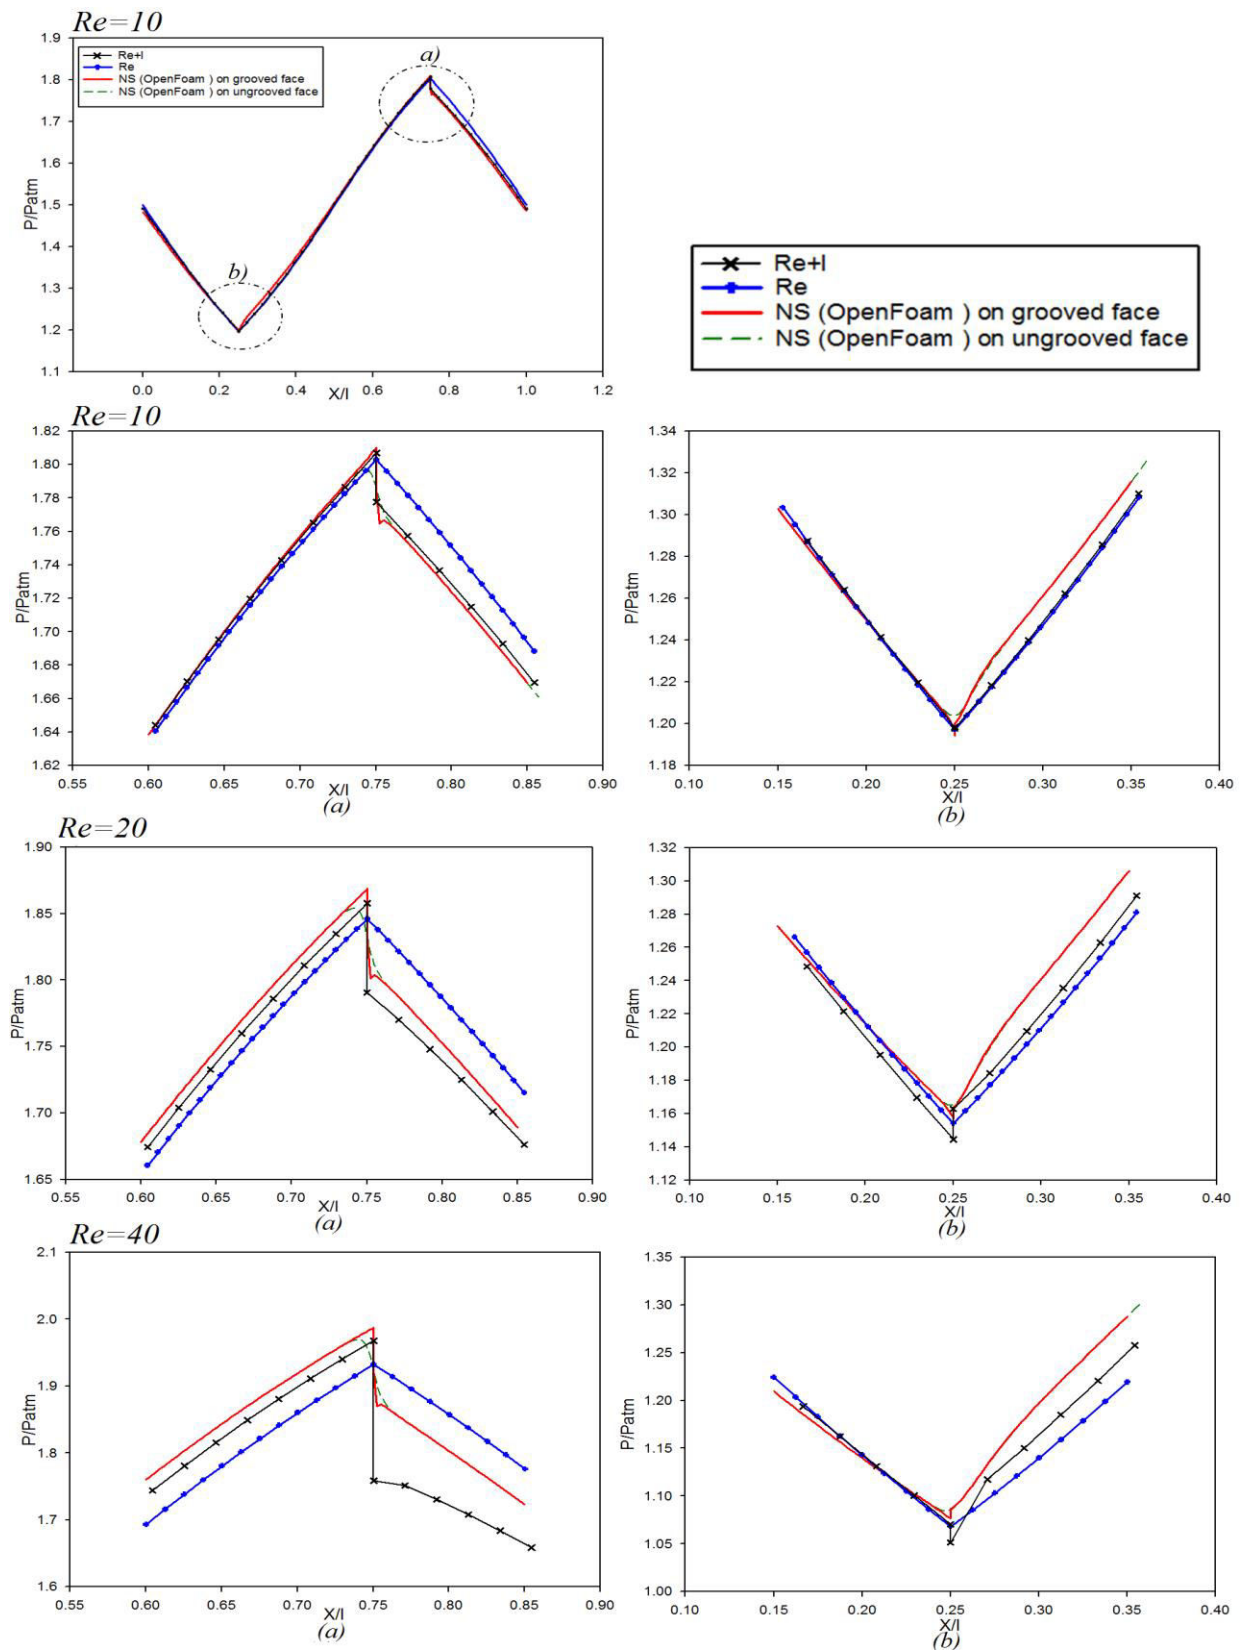 Re=10
1.9
1.8
1.7
1.6
1.5
1.4
1.3
1.2
1.1
P/Patm
Re+I
Re
NS (OpenFoam ) on grooved face
NS (OpenFoam ) on ungrooved face
a)
b)
0.0 0.2 0.4 0.6 0.8 1.0 1.2
X/l
Re+I
Re
NS (OpenFoam ) on grooved face
NS (OpenFoam ) on ungrooved face
Re=10
1.82
1.80
1.78
1.76
1.74
1.72
1.70
1.68
1.66
1.64
1.62
P/Patm
0.55 0.60 0.65 0.70 0.75 0.80 0.85 0.90
X/l
(a)
1.34
1.32
1.30
1.28
1.26
1.24
1.22
1.20
1.18
P/Patm
0.10 0.15 0.20 0.25 0.30 0.35 0.40
X/l
(b)
Re=20
1.90
1.85
1.80
1.75
1.70
1.65
P/Patm
0.55 0.60 0.65 0.70 0.75 0.80 0.85 0.90
X/l
(a)
1.32
1.30
1.28
1.26
1.24
1.22
1.20
1.18
1.16
1.14
1.12
P/Patm
0.10 0.15 0.20 0.25 0.30 0.35 0.40
X/l
(b)
Re=40
2.1
2.0
1.9
1.8
1.7
1.6
P/Patm
0.55 0.60 0.65 0.70 0.75 0.80 0.85 0.90
X/l
(a)
1.35
1.30
1.25
1.20
1.15
1.10
1.05
1.00
P/Patm
0.10 0.15 0.20 0.25 0.30 0.35 0.40
X/l
(b)